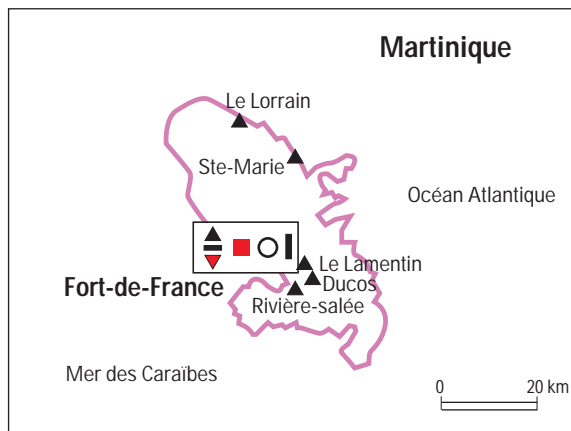 Martinique
Le Lorrain
Ste-Marie
Océan Atlantique
Le Lamentin
Fort-de-France
Ducos
Rivière-salée
Mer des Caraïbes
0 20 km